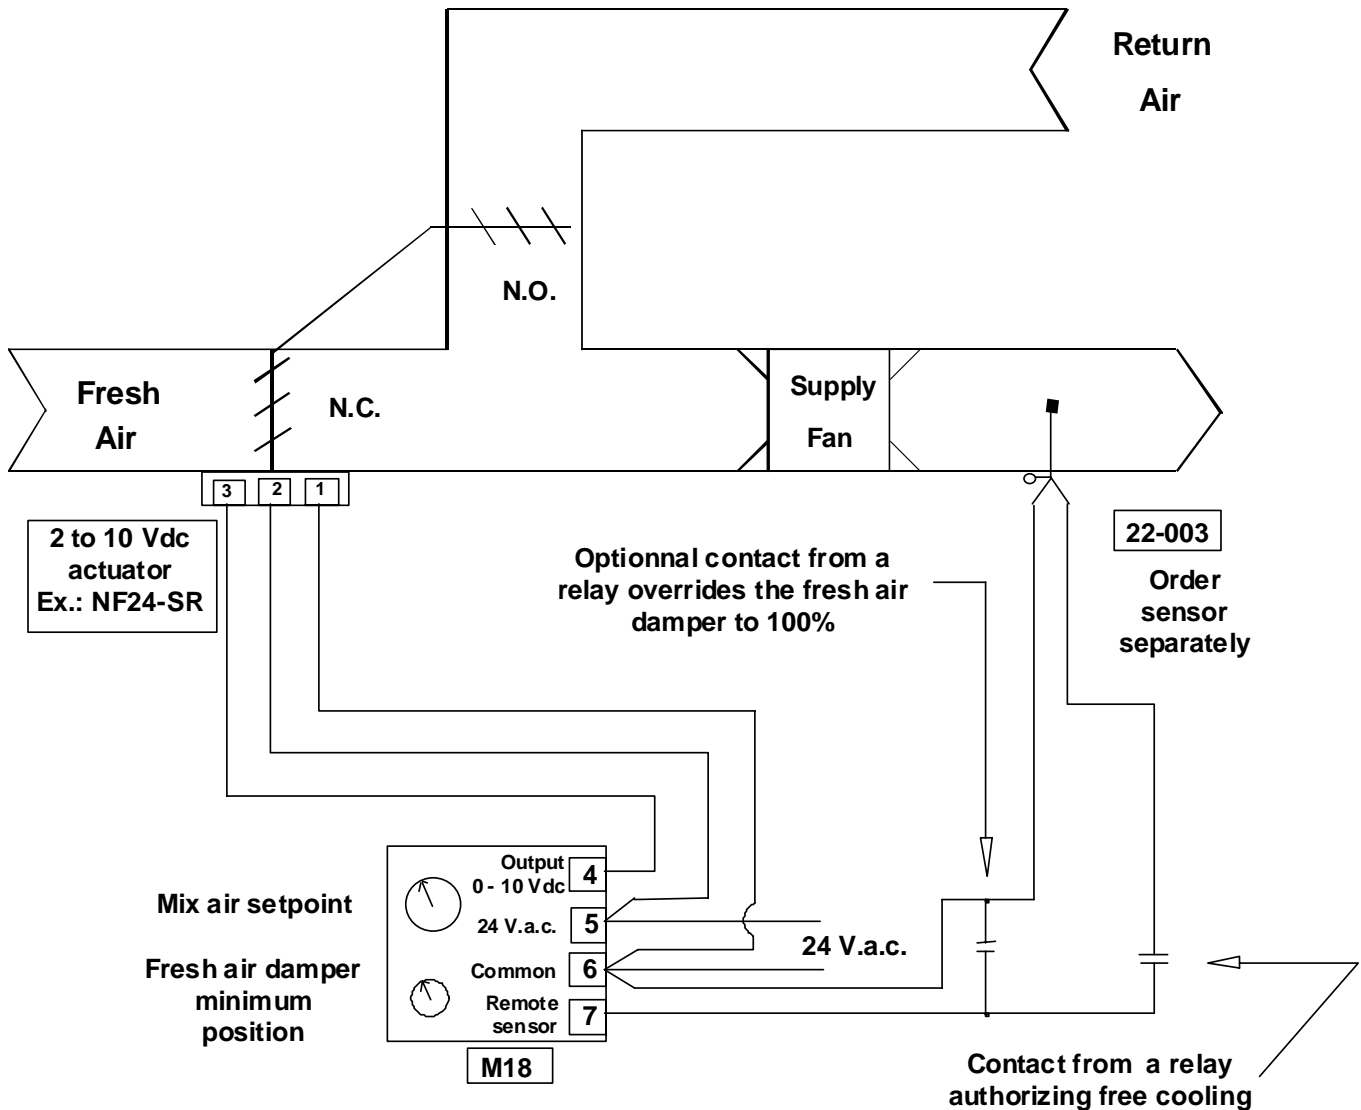 Return
Air
N.O.
Fresh
Air
N.C.
Supply
Fan
3
2
1
2 to 10 Vdc
actuator
Ex.: NF24-SR
Optionnal contact from a
relay overrides the fresh air
damper to 100%
22-003
Order
sensor
separately
Mix air setpoint
Fresh air damper
minimum
position
Output
0 - 10 Vdc
4
24 V.a.c.
5
Common
6
Remote
sensor
7
M18
24 V.a.c.
Contact from a relay
authorizing free cooling